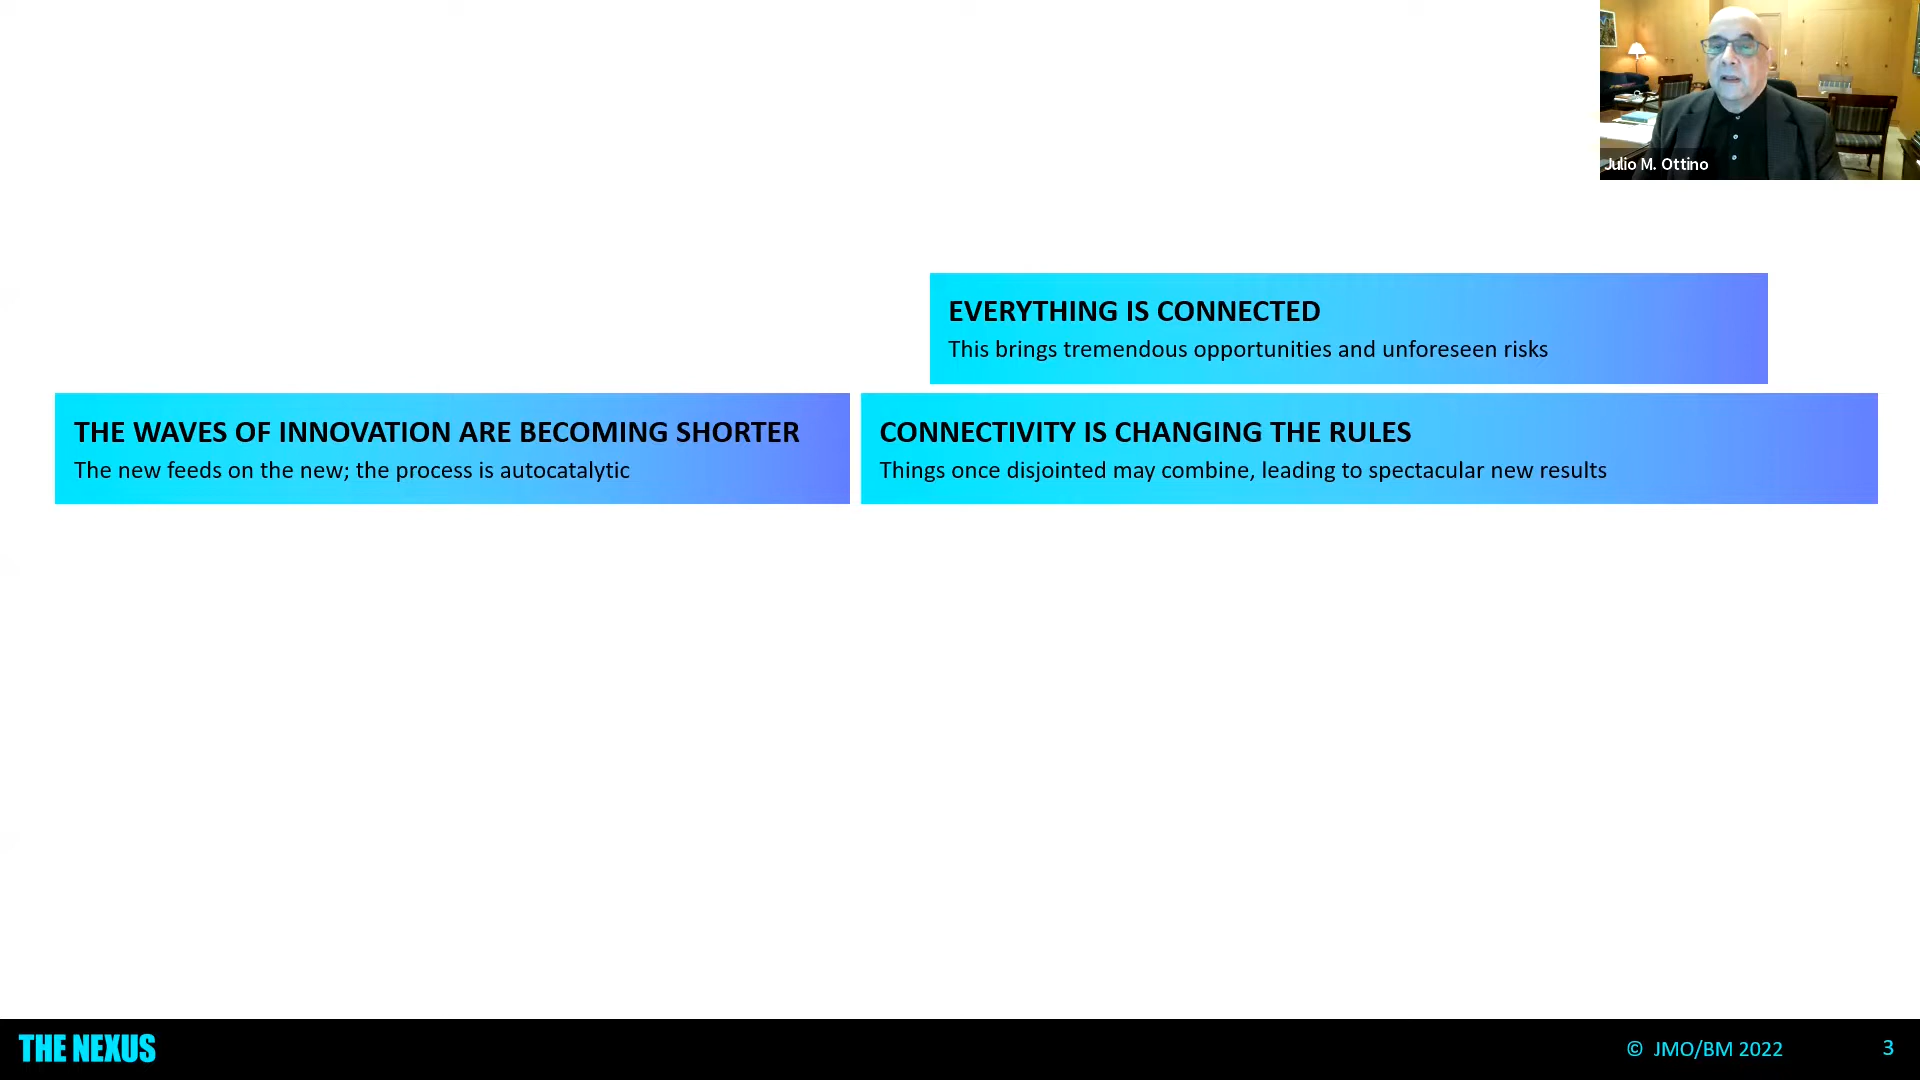 Julio M. Ottino
EVERYTHING IS CONNECTED
This brings tremendous opportunities and unforeseen risks
THE WAVES OF INNOVATION ARE BECOMING SHORTER
The new feeds on the new; the process is autocatalytic
CONNECTIVITY IS CHANGING THE RULES
Things once disjointed may combine, leading to spectacular new results
THE NEXUS
© JMO/BM 2022
3